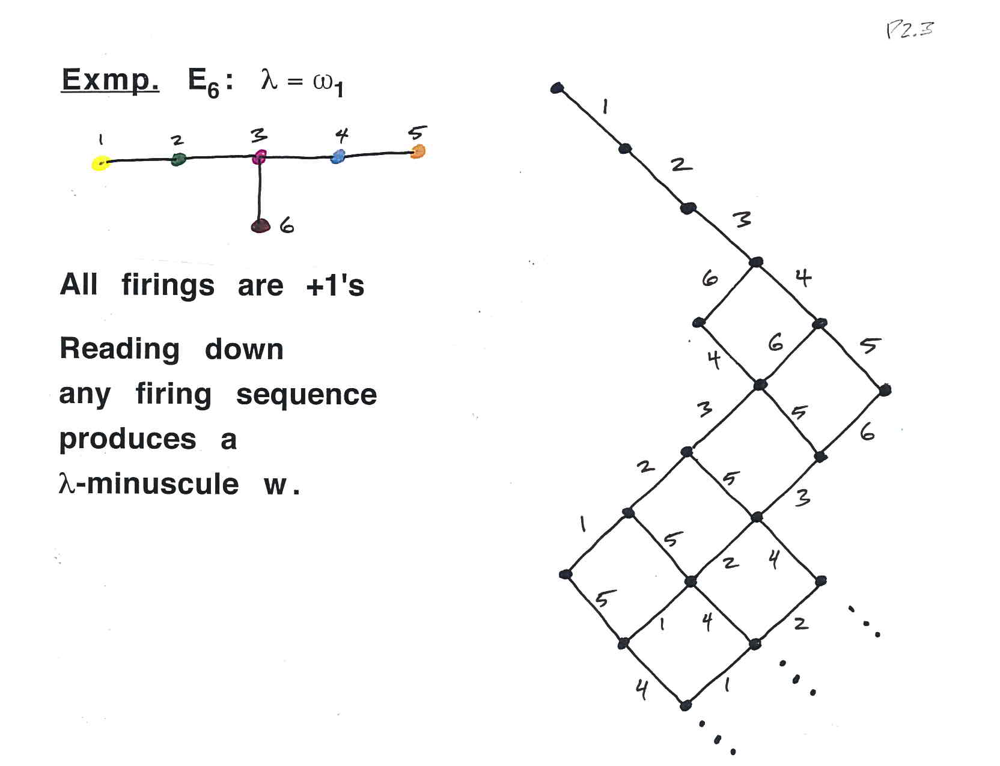 P2.3
Exmp. E6: λ = ω1
1 2 3 4 5
6
All firings are +1's
Reading down
any firing sequence
produces a
λ-minuscule w.
1
2
3
6 4
4 6 5
3 5 6
2 5 3
1 5 2 4
5 1 4 2
4 1